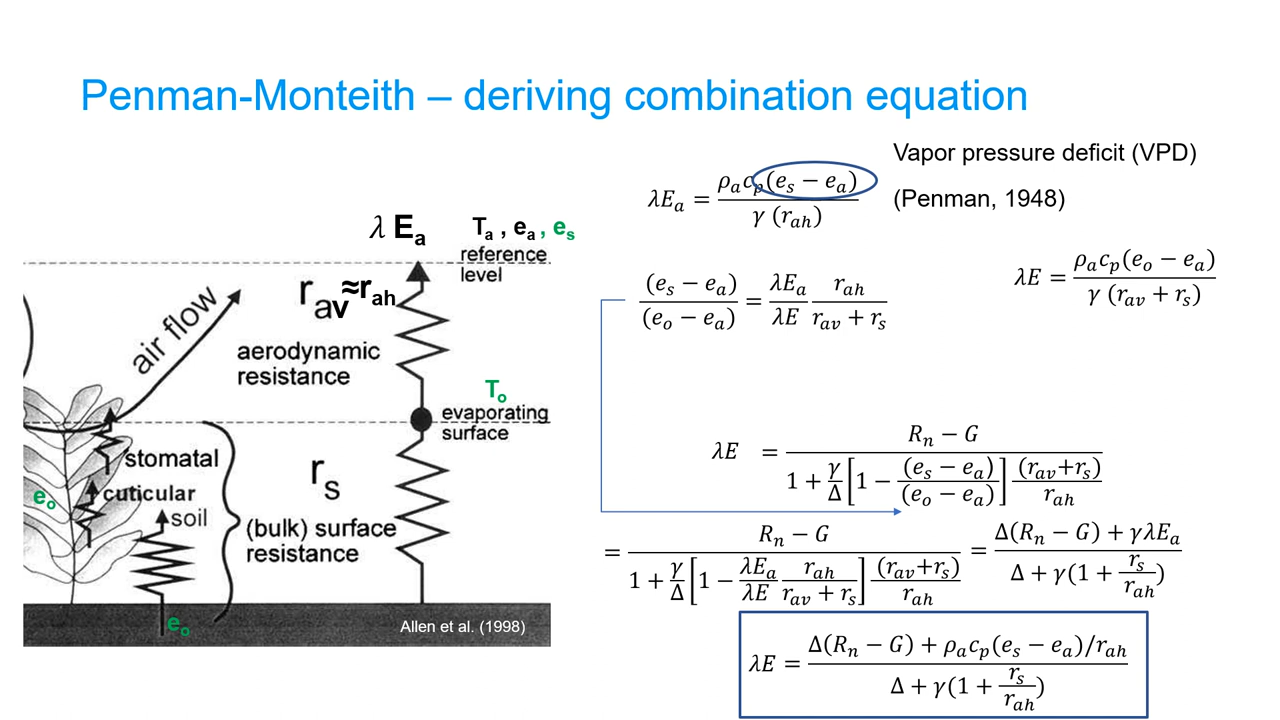 Penman-Monteith – deriving combination equation
Vapor pressure deficit (VPD)
(Penman, 1948)
λE_a = ρ_a c_p (e_s − e_a) / γ (r_ah)
(e_s − e_a) / (e_o − e_a) = λE_a / λE · r_ah / (r_av + r_s)
λE = ρ_a c_p (e_o − e_a) / γ (r_av + r_s)
λE = R_n − G / 1 + γ/Δ [1 − (e_s − e_a) / (e_o − e_a)] (r_av+r_s) / r_ah
= R_n − G / 1 + γ/Δ [1 − λE_a / λE · r_ah / (r_av + r_s)] (r_av+r_s) / r_ah
= Δ(R_n − G) + γλE_a / Δ + γ(1 + r_s / r_ah)
λE = Δ(R_n − G) + ρ_a c_p (e_s − e_a)/r_ah / Δ + γ(1 + r_s / r_ah)
λ E_a
T_a , e_a , e_s
reference
level
r_av ≈r_ah
air flow
aerodynamic
resistance
T_o
evaporating
surface
stomatal
r_s
e_o
cuticular
soil
(bulk) surface
resistance
e_o
Allen et al. (1998)